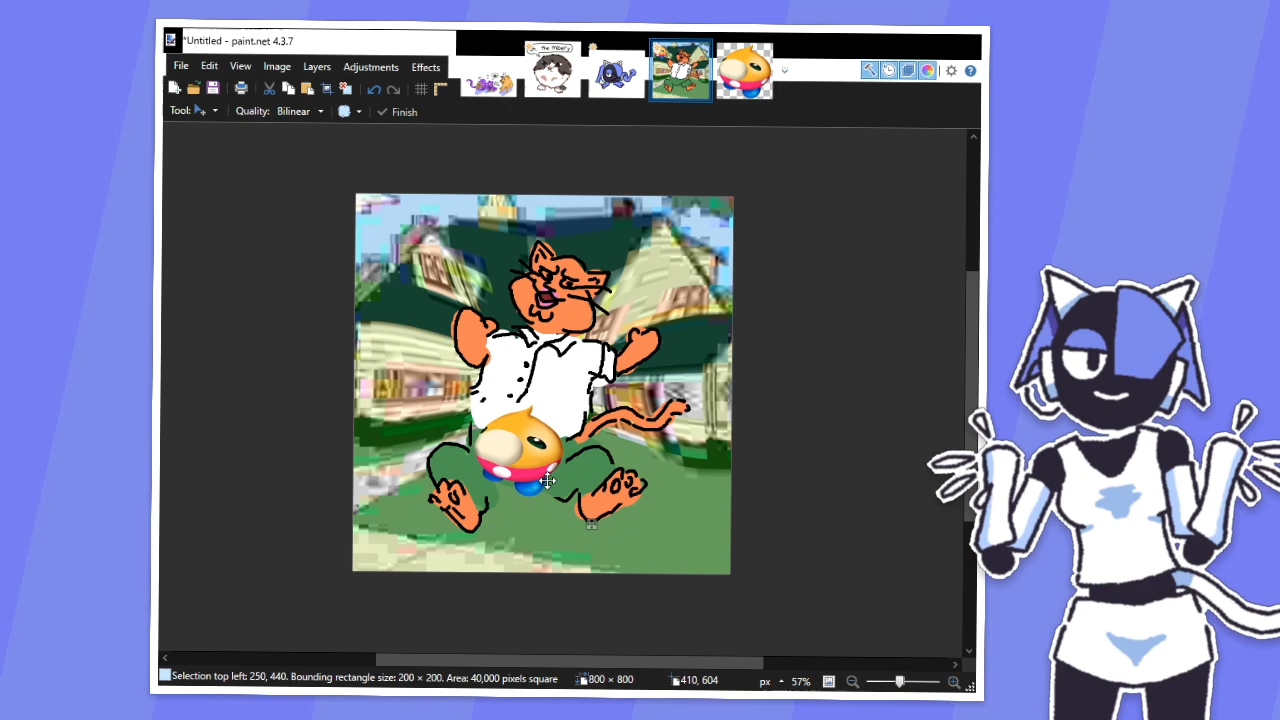 *Untitled - paint.net 4.3.7
the mibery
File Edit View Image Layers Adjustments Effects
Tool: Quality: Bilinear Finish
Selection top left: 250, 440. Bounding rectangle size: 200 × 200. Area: 40,000 pixels square 800 × 800 410, 604 px 57%